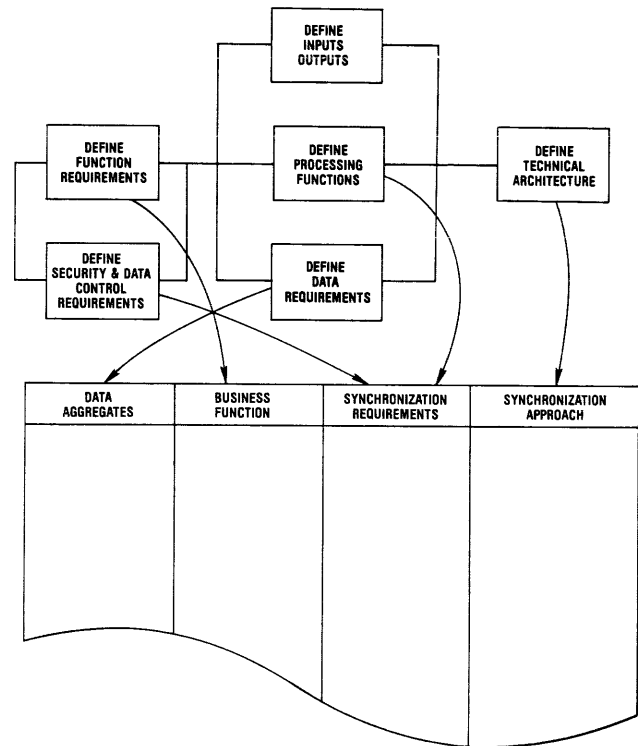 DEFINE
INPUTS
OUTPUTS
DEFINE
FUNCTION
REQUIREMENTS
DEFINE
PROCESSING
FUNCTIONS
DEFINE
TECHNICAL
ARCHITECTURE
DEFINE
SECURITY & DATA
CONTROL
REQUIREMENTS
DEFINE
DATA
REQUIREMENTS
DATA
AGGREGATES
BUSINESS
FUNCTION
SYNCHRONIZATION
REQUIREMENTS
SYNCHRONIZATION
APPROACH